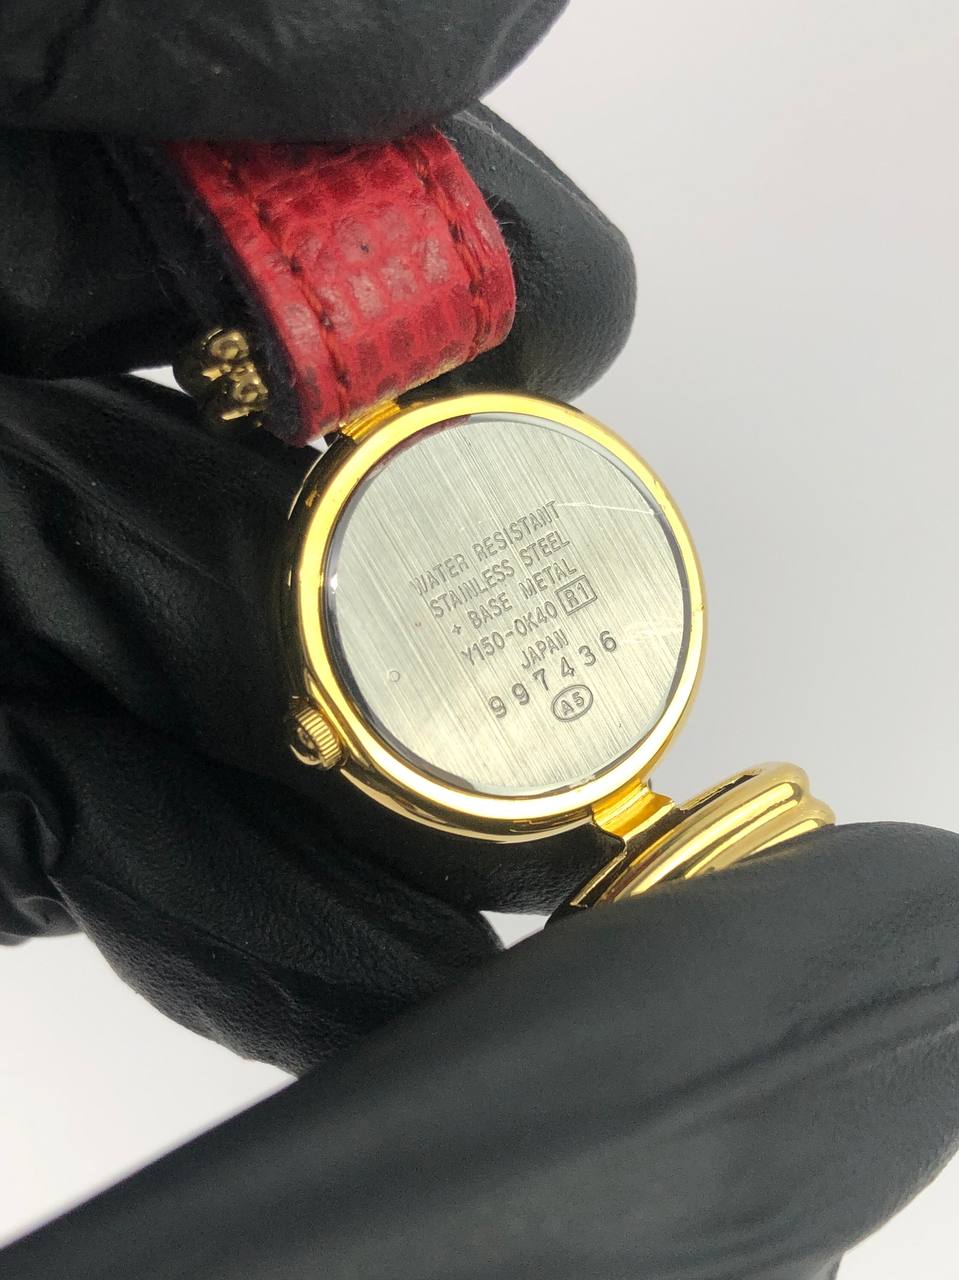 WATER RESISTANT
STAINLESS STEEL
+ BASE METAL
Y150-0K40 R1
JAPAN
997436
A5